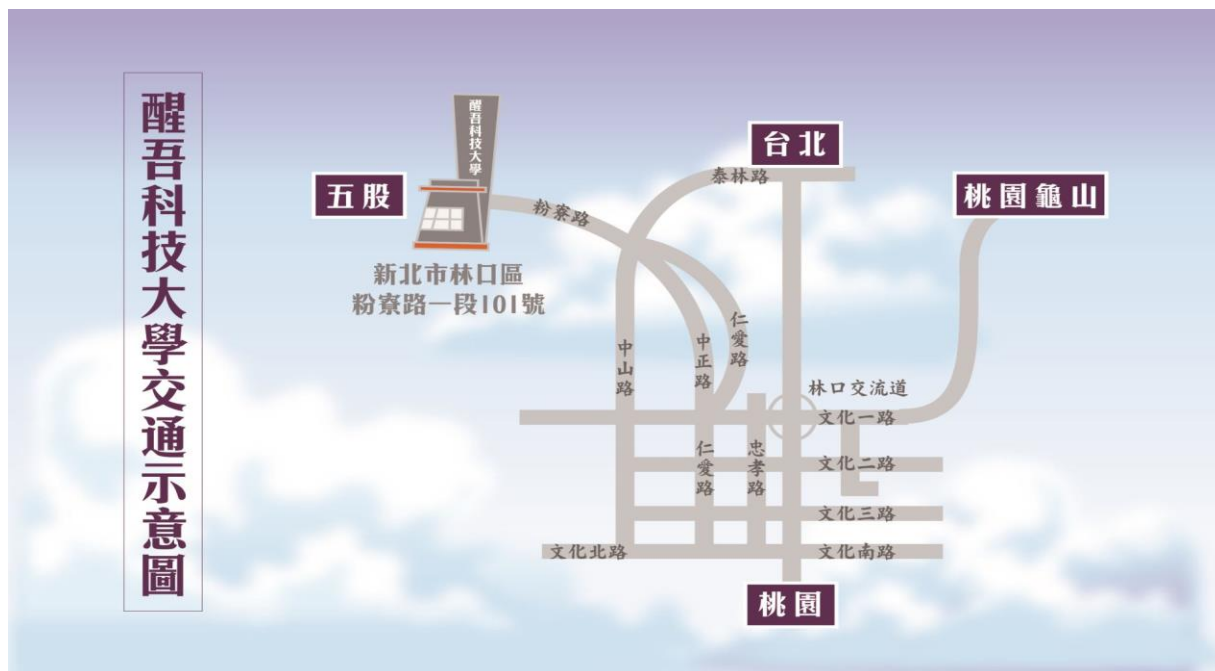 醒吾科技大學交通示意圖
醒吾科技大學
五股
新北市林口區
粉寮路一段101號
粉寮路
台北
泰林路
桃園龜山
中山路
中正路
仁愛路
林口交流道
文化一路
仁愛路
忠孝路
文化二路
文化三路
文化北路
文化南路
桃園